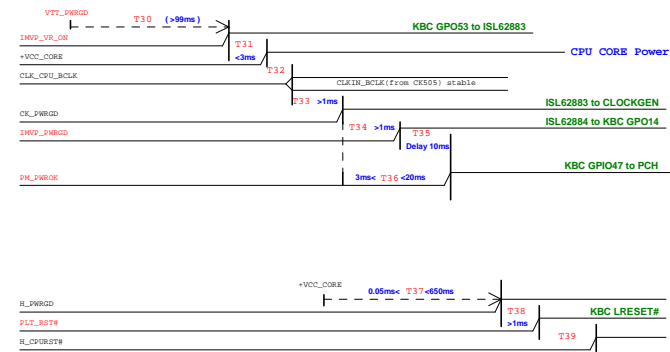 VTT_PWRGD
T30 (>99ms)
KBC GPO53 to ISL62883
IMVP_VR_ON
T31
+VCC_CORE
<3ms
CPU CORE Power
T32
CLK_CPU_BCLK
CLKIN_BCLK(from CK505) stable
T33 >1ms
ISL62883 to CLOCKGEN
CK_PWRGD
T34 >1ms
ISL62884 to KBC GPO14
IMVP_PWRGD
T35
Delay 10ms
KBC GPIO47 to PCH
PM_PWROK
3ms< T36 <20ms
+VCC_CORE
0.05ms< T37 <650ms
H_PWRGD
T38
KBC LRESET#
PLT_RST#
>1ms
T39
H_CPURST#